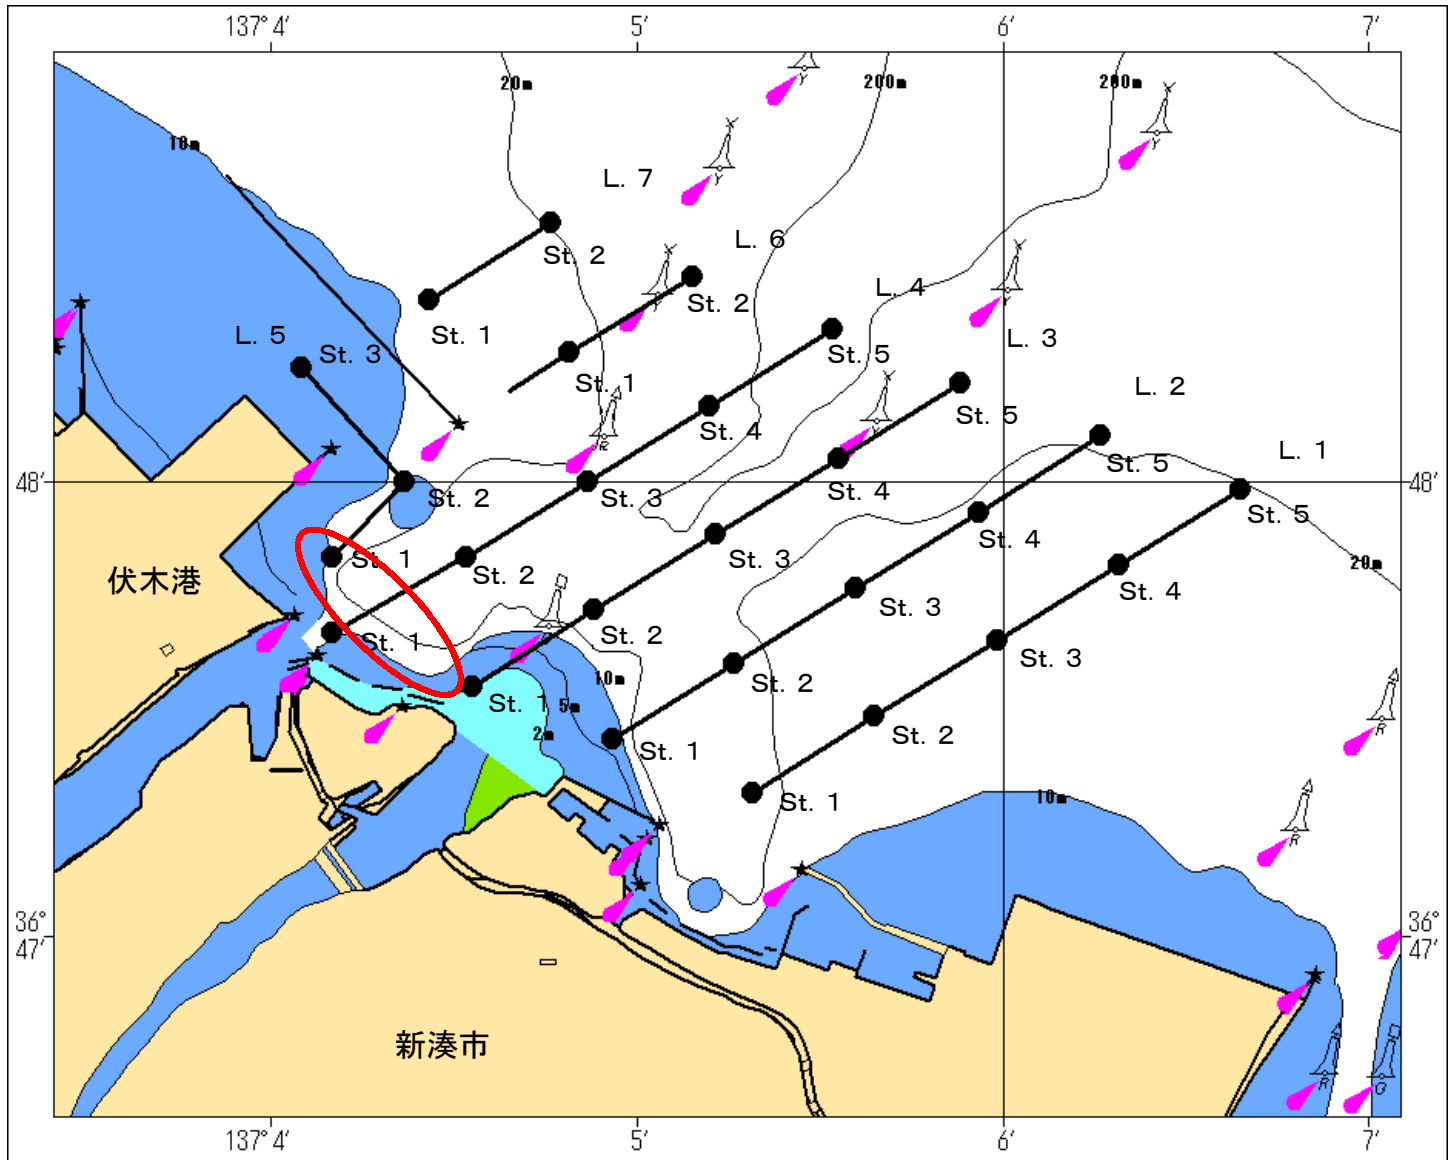 137° 4′ 5′ 6′ 7′
20m 200m 200m
10m
L. 7
St. 2
St. 1
L. 6
St. 2
St. 1
L. 4
St. 5
St. 4
St. 3
St. 2
St. 1
L. 5
St. 3
St. 2
St. 1
L. 3
St. 5
St. 4
St. 3
St. 2
St. 1
L. 2
St. 5
St. 4
St. 3
St. 2
St. 1
L. 1
St. 5
St. 4
St. 3
St. 2
St. 1
48′ 48′
20m
伏木港
10m
5m
2m
10m
36°
47′
36°
47′
新湊市
Y
Y
Y
Y
Y
R
R
R
R
G
137° 4′ 5′ 6′ 7′